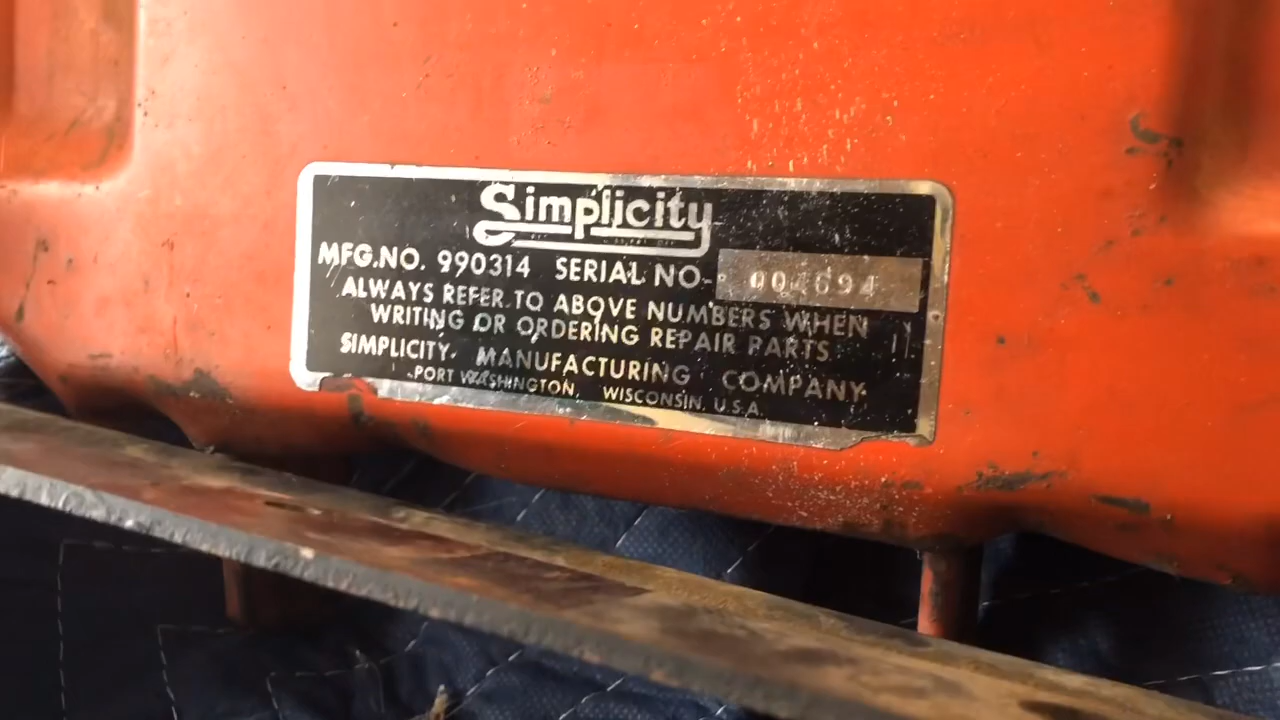 Simplicity
MFG.NO. 990314 SERIAL NO. 004694
ALWAYS REFER TO ABOVE NUMBERS WHEN
WRITING OR ORDERING REPAIR PARTS
SIMPLICITY MANUFACTURING COMPANY
PORT WASHINGTON, WISCONSIN, U.S.A.